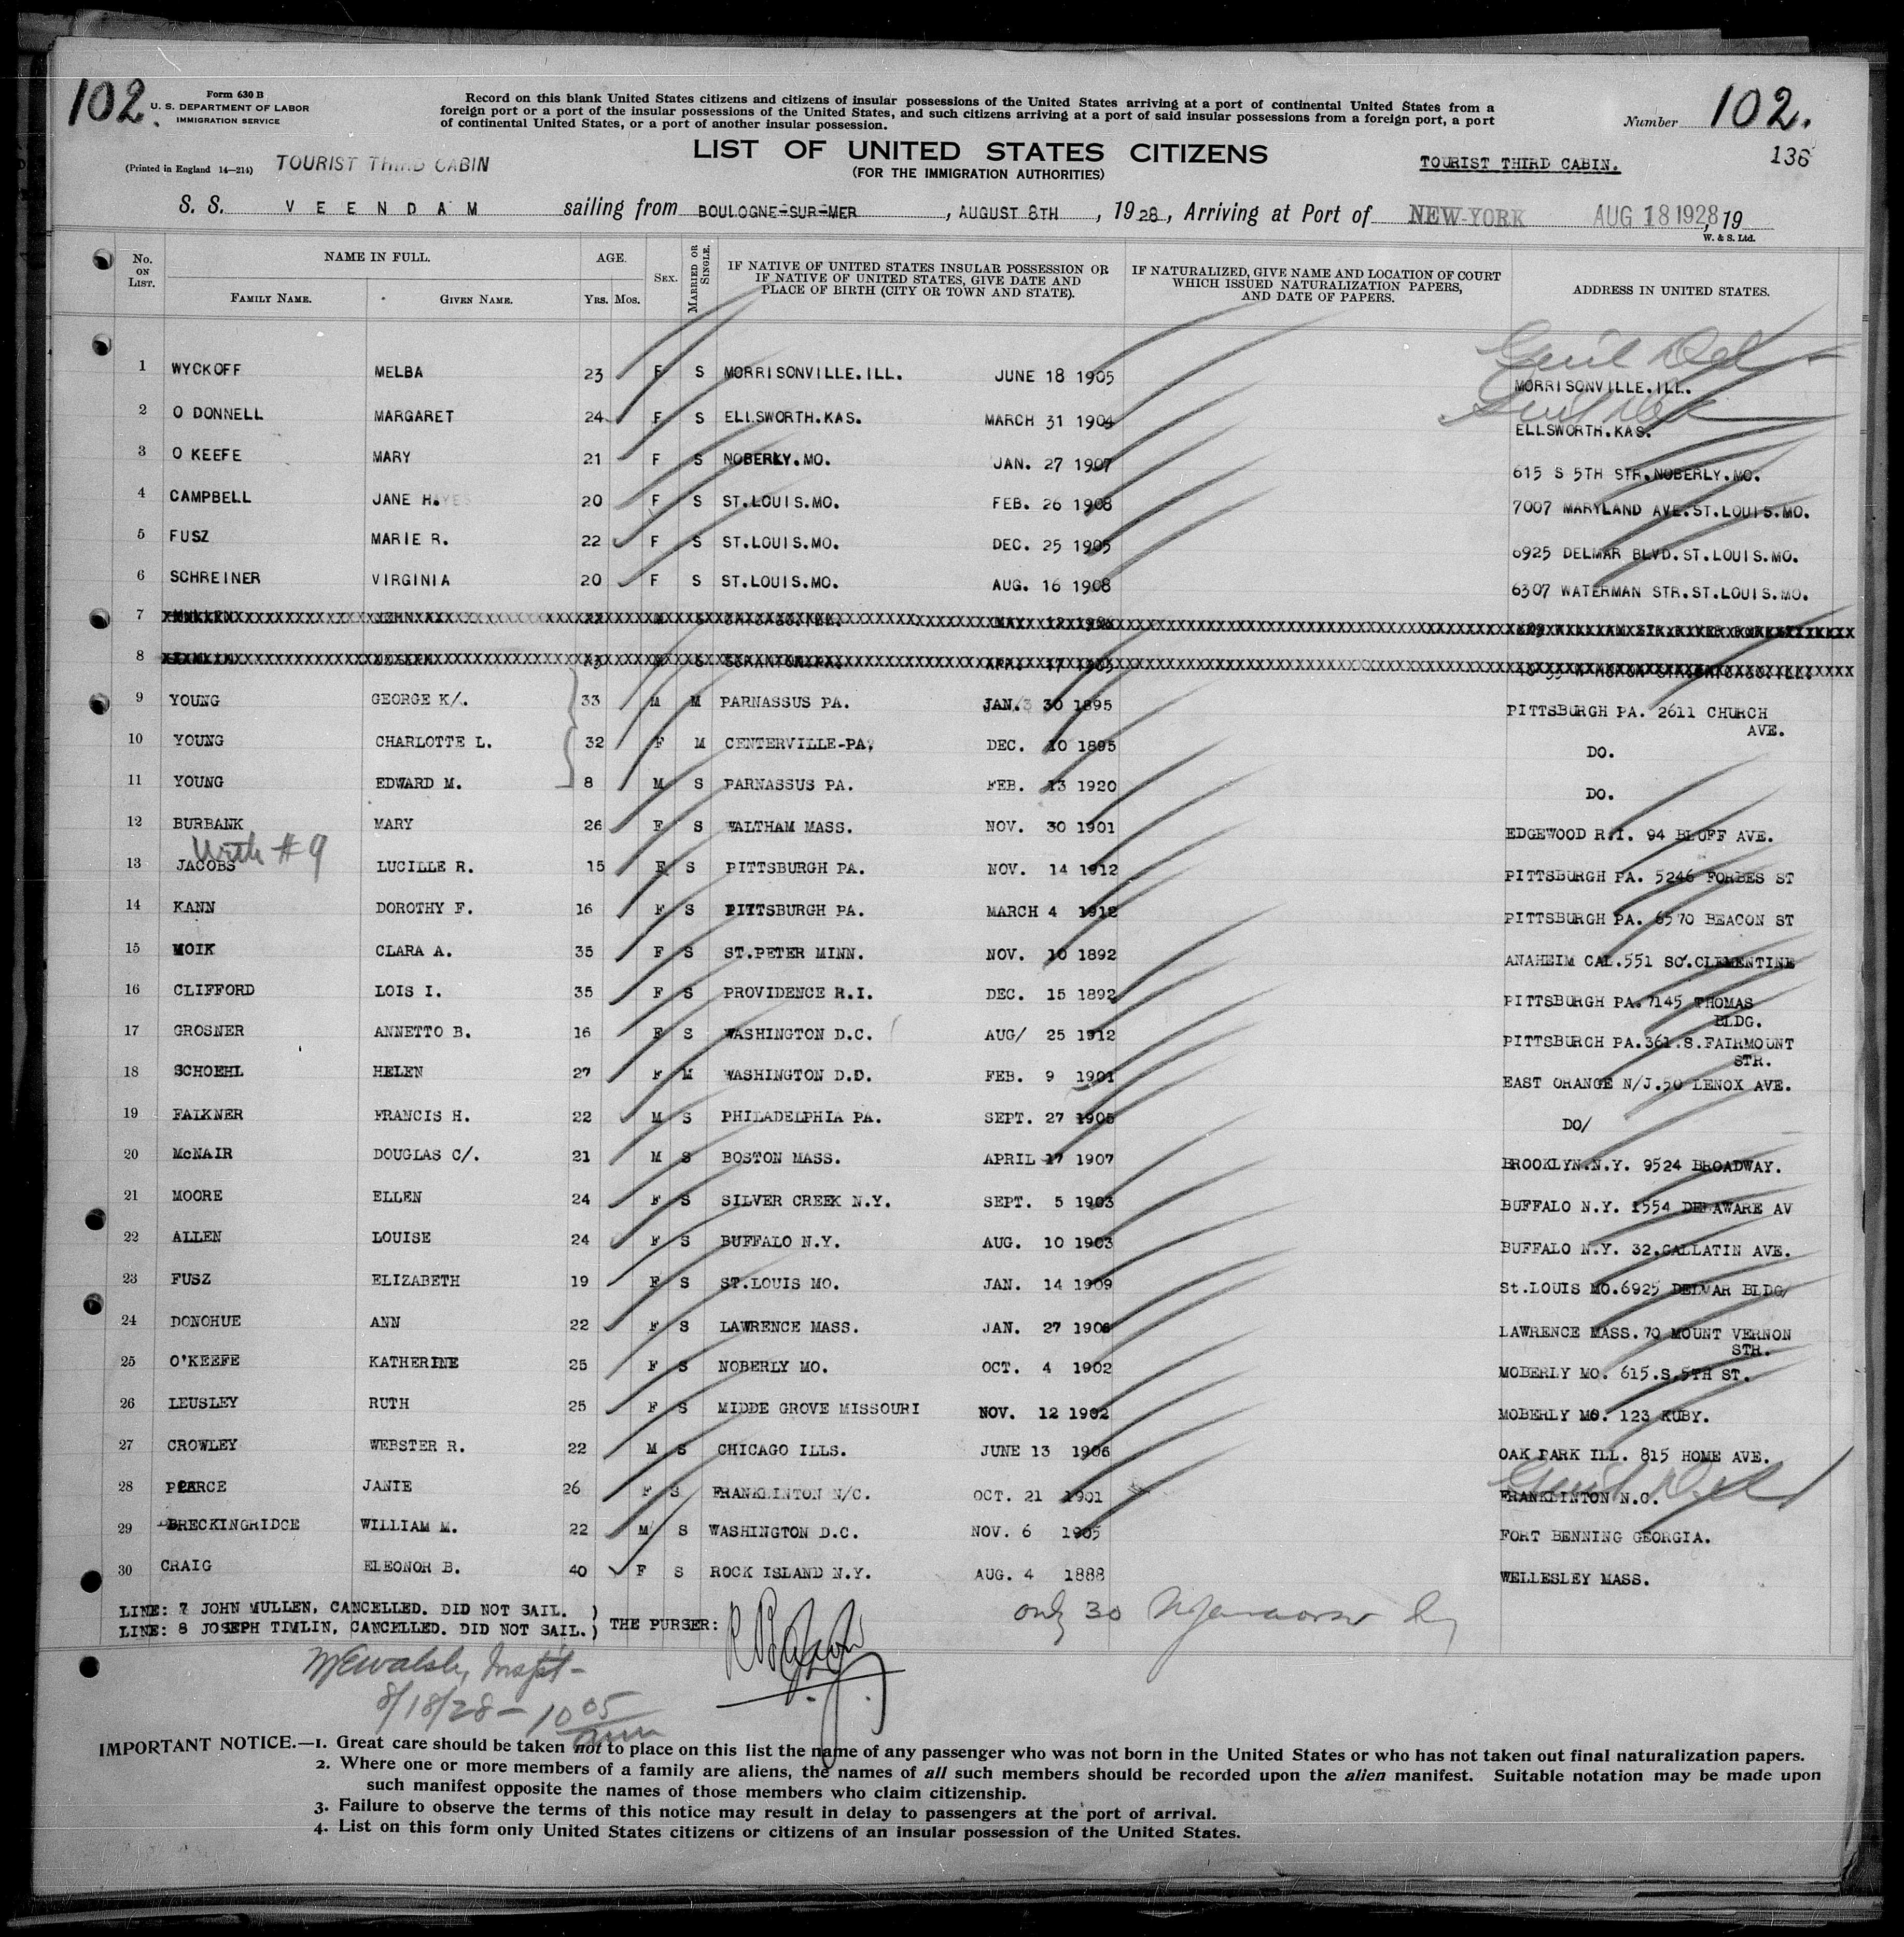 102.
Form 630 B
U. S. DEPARTMENT OF LABOR
IMMIGRATION SERVICE
Record on this blank United States citizens and citizens of insular possessions of the United States arriving at a port of continental United States from a
foreign port or a port of the insular possessions of the United States, and such citizens arriving at a port of said insular possessions from a foreign port, a port
of continental United States, or a port of another insular possession.
Number 102.
136
(Printed in England 14—214) TOURIST THIRD CABIN
LIST OF UNITED STATES CITIZENS
(FOR THE IMMIGRATION AUTHORITIES)
TOURIST THIRD CABIN.
S. S. VEENDAM sailing from BOULOGNE-SUR-MER, AUGUST 8TH, 1928, Arriving at Port of NEW-YORK AUG 18 1928, 19
W. & S. Ltd.
No. ON LIST. NAME IN FULL. FAMILY NAME. GIVEN NAME. AGE. Yrs. Mos. SEX. MARRIED OR SINGLE. IF NATIVE OF UNITED STATES INSULAR POSSESSION OR IF NATIVE OF UNITED STATES, GIVE DATE AND PLACE OF BIRTH (CITY OR TOWN AND STATE). IF NATURALIZED, GIVE NAME AND LOCATION OF COURT WHICH ISSUED NATURALIZATION PAPERS, AND DATE OF PAPERS. ADDRESS IN UNITED STATES.
Gen'l Del
1 WYCKOFF MELBA 23 F S MORRISONVILLE.ILL. JUNE 18 1905 MORRISONVILLE.ILL.
Gen'l Del
2 O DONNELL MARGARET 24 F S ELLSWORTH.KAS. MARCH 31 1904 ELLSWORTH.KAS.
3 O KEEFE MARY 21 F S NOBERLY.MO. JAN. 27 1907 615 S 5TH STR.NOBERLY.MO.
4 CAMPBELL JANE H. 20 F S ST.LOUIS.MO. FEB. 26 1908 7007 MARYLAND AVE.ST.LOUIS.MO.
5 FUSZ MARIE R. 22 F S ST.LOUIS.MO. DEC. 25 1905 6925 DELMAR BLVD.ST.LOUIS.MO.
6 SCHREINER VIRGINIA 20 F S ST.LOUIS.MO. AUG. 16 1908 6307 WATERMAN STR.ST.LOUIS.MO.
7
8
9 YOUNG GEORGE K/. 33 M M PARNASSUS PA. JAN. 30 1895 PITTSBURGH PA. 2611 CHURCH
AVE.
10 YOUNG CHARLOTTE L. 32 F M CENTERVILLE-PA, DEC. 10 1895 DO.
11 YOUNG EDWARD M. 8 M S PARNASSUS PA. FEB. 13 1920 DO.
12 BURBANK MARY 26 F S WALTHAM MASS. NOV. 30 1901 EDGEWOOD R.I. 94 BLUFF AVE.
With #9
13 JACOBS LUCILLE R. 15 F S PITTSBURGH PA. NOV. 14 1912 PITTSBURGH PA. 5246 FORBES ST
14 KANN DOROTHY F. 16 F S PITTSBURGH PA. MARCH 4 1912 PITTSBURGH PA. 6570 BEACON ST
15 MOIK CLARA A. 35 F S ST.PETER MINN. NOV. 10 1892 ANAHEIM CAL.551 SO.CLEMENTINE
16 CLIFFORD LOIS I. 35 F S PROVIDENCE R.I. DEC. 15 1892 PITTSBURGH PA.7145 THOMAS
BLDG.
17 GROSNER ANNETTO B. 16 F S WASHINGTON D.C. AUG/ 25 1912 PITTSBURCH PA.361.S.FAIRMOUNT
STR.
18 SCHOEHL HELEN 27 F M WASHINGTON D.D. FEB. 9 1901 EAST ORANGE N/J.50 LENOX AVE.
19 FALKNER FRANCIS H. 22 M S PHILADELPHIA PA. SEPT. 27 1905 DO/
20 McNAIR DOUGLAS C/. 21 M S BOSTON MASS. APRIL 17 1907 BROOKLYN.N.Y. 9524 BROADWAY.
21 MOORE ELLEN 24 F S SILVER CREEK N.Y. SEPT. 5 1903 BUFFALO N.Y. 1554 DELAWARE AV
22 ALLEN LOUISE 24 F S BUFFALO N.Y. AUG. 10 1903 BUFFALO N.Y. 32.GALLATIN AVE.
23 FUSZ ELIZABETH 19 F S ST.LOUIS MO. JAN. 14 1909 St.LOUIS MO.6925 DELMAR BLDG/
24 DONOHUE ANN 22 F S LAWRENCE MASS. JAN. 27 1906 LAWRENCE MASS.70 MOUNT VERNON
STR.
25 O'KEEFE KATHERINE 25 F S NOBERLY MO. OCT. 4 1902 MOBERLY MO. 615.S.5TH ST.
26 LEUSLEY RUTH 25 F S MIDDE GROVE MISSOURI NOV. 12 1902 MOBERLY MO. 123 KUBY.
27 CROWLEY WEBSTER R. 22 M S CHICAGO ILLS. JUNE 13 1906 OAK PARK ILL. 815 HOME AVE.
Gen'l Del
28 PEARCE JANIE 26 F S FRANKLINTON N/C. OCT. 21 1901 FRANKLINTON N.C.
29 BRECKINGRIDCE WILLIAM M. 22 M S WASHINGTON D.C. NOV. 6 1905 FORT BENNING GEORGIA.
30 CRAIG ELEONOR B. 40 F S ROCK ISLAND N.Y. AUG. 4 1888 WELLESLEY MASS.
LINE: 7 JOHN MULLEN, CANCELLED. DID NOT SAIL. )
LINE: 8 JOSEPH TIMLIN, CANCELLED. DID NOT SAIL.) THE PURSER:
only 30
Inspt-
8/18/28 - 10 05
am
IMPORTANT NOTICE.—1. Great care should be taken not to place on this list the name of any passenger who was not born in the United States or who has not taken out final naturalization papers.
2. Where one or more members of a family are aliens, the names of all such members should be recorded upon the alien manifest. Suitable notation may be made upon
such manifest opposite the names of those members who claim citizenship.
3. Failure to observe the terms of this notice may result in delay to passengers at the port of arrival.
4. List on this form only United States citizens or citizens of an insular possession of the United States.